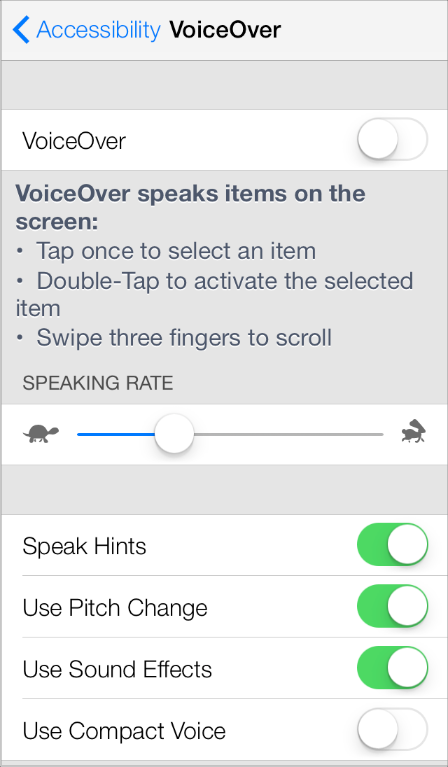 Accessibility VoiceOver
VoiceOver
VoiceOver speaks items on the
screen:
• Tap once to select an item
• Double-Tap to activate the selected
item
• Swipe three fingers to scroll
SPEAKING RATE
Speak Hints
Use Pitch Change
Use Sound Effects
Use Compact Voice